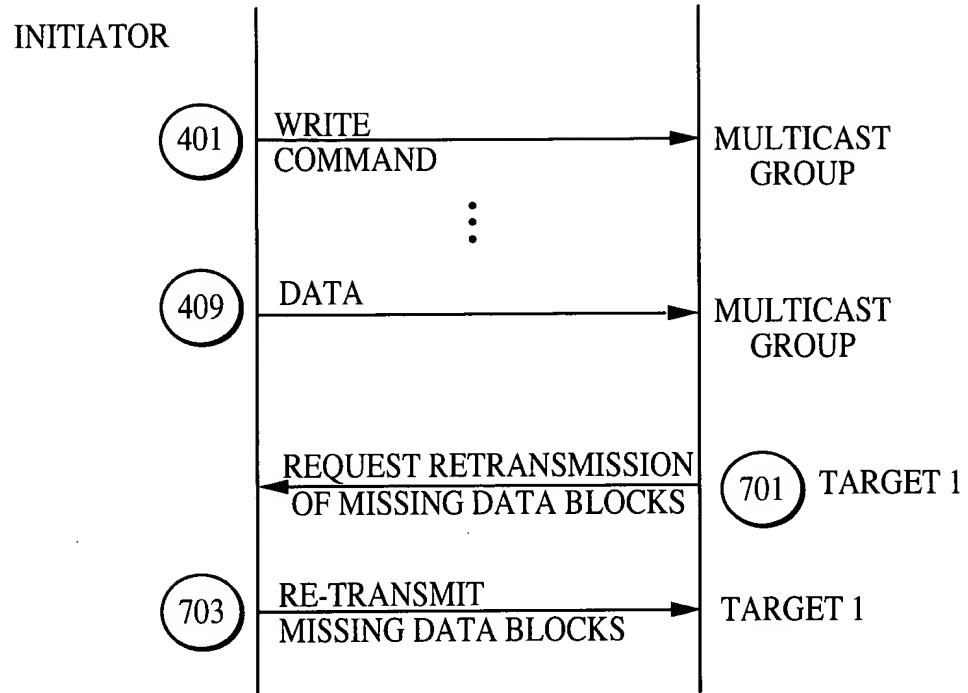 INITIATOR
401
WRITE
COMMAND
MULTICAST
GROUP
409
DATA
MULTICAST
GROUP
REQUEST RETRANSMISSION
OF MISSING DATA BLOCKS
701
TARGET 1
703
RE-TRANSMIT
MISSING DATA BLOCKS
TARGET 1